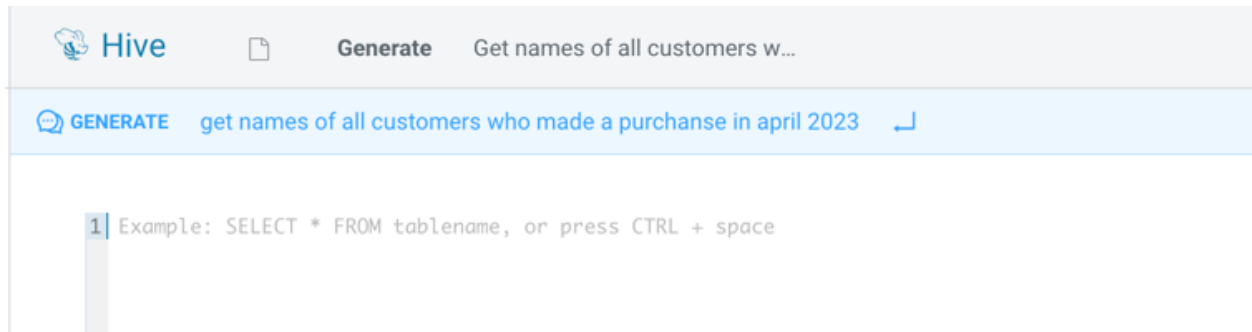 Hive Generate Get names of all customers w...
GENERATE get names of all customers who made a purchanse in april 2023
1 Example: SELECT * FROM tablename, or press CTRL + space